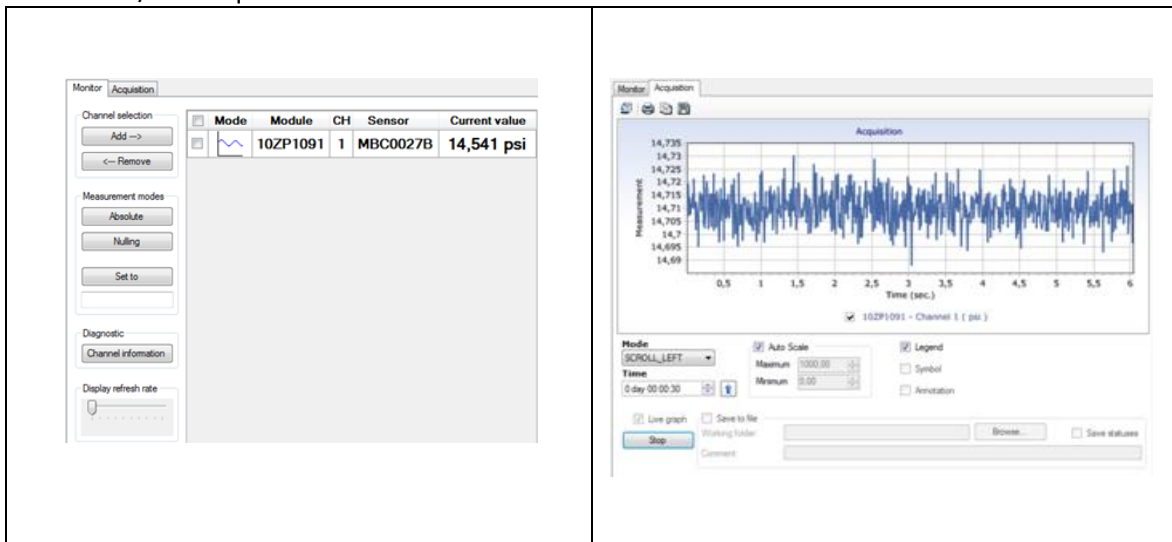 Monitor Acquisition
Channel selection
Add -->
<-- Remove
Measurement modes
Absolute
Nulling
Set to
Diagnostic
Channel information
Display refresh rate
Mode Module CH Sensor Current value
10ZP1091 1 MBC0027B 14,541 psi
Monitor Acquisition
Acquisition
14,735
14,73
14,725
14,72
14,715
14,71
14,705
14,7
14,695
14,69
Measurement
0,5 1 1,5 2 2,5 3 3,5 4 4,5 5 5,5 6
Time (sec.)
10ZP1091 - Channel 1 ( psi )
Mode
SCROLL_LEFT
Time
0 day 00:00:30
Auto Scale
Maximum 1000,00
Minimum 0,00
Legend
Symbol
Annotation
Live graph
Stop
Save to file
Working folder:
Browse...
Save statuses
Comment: